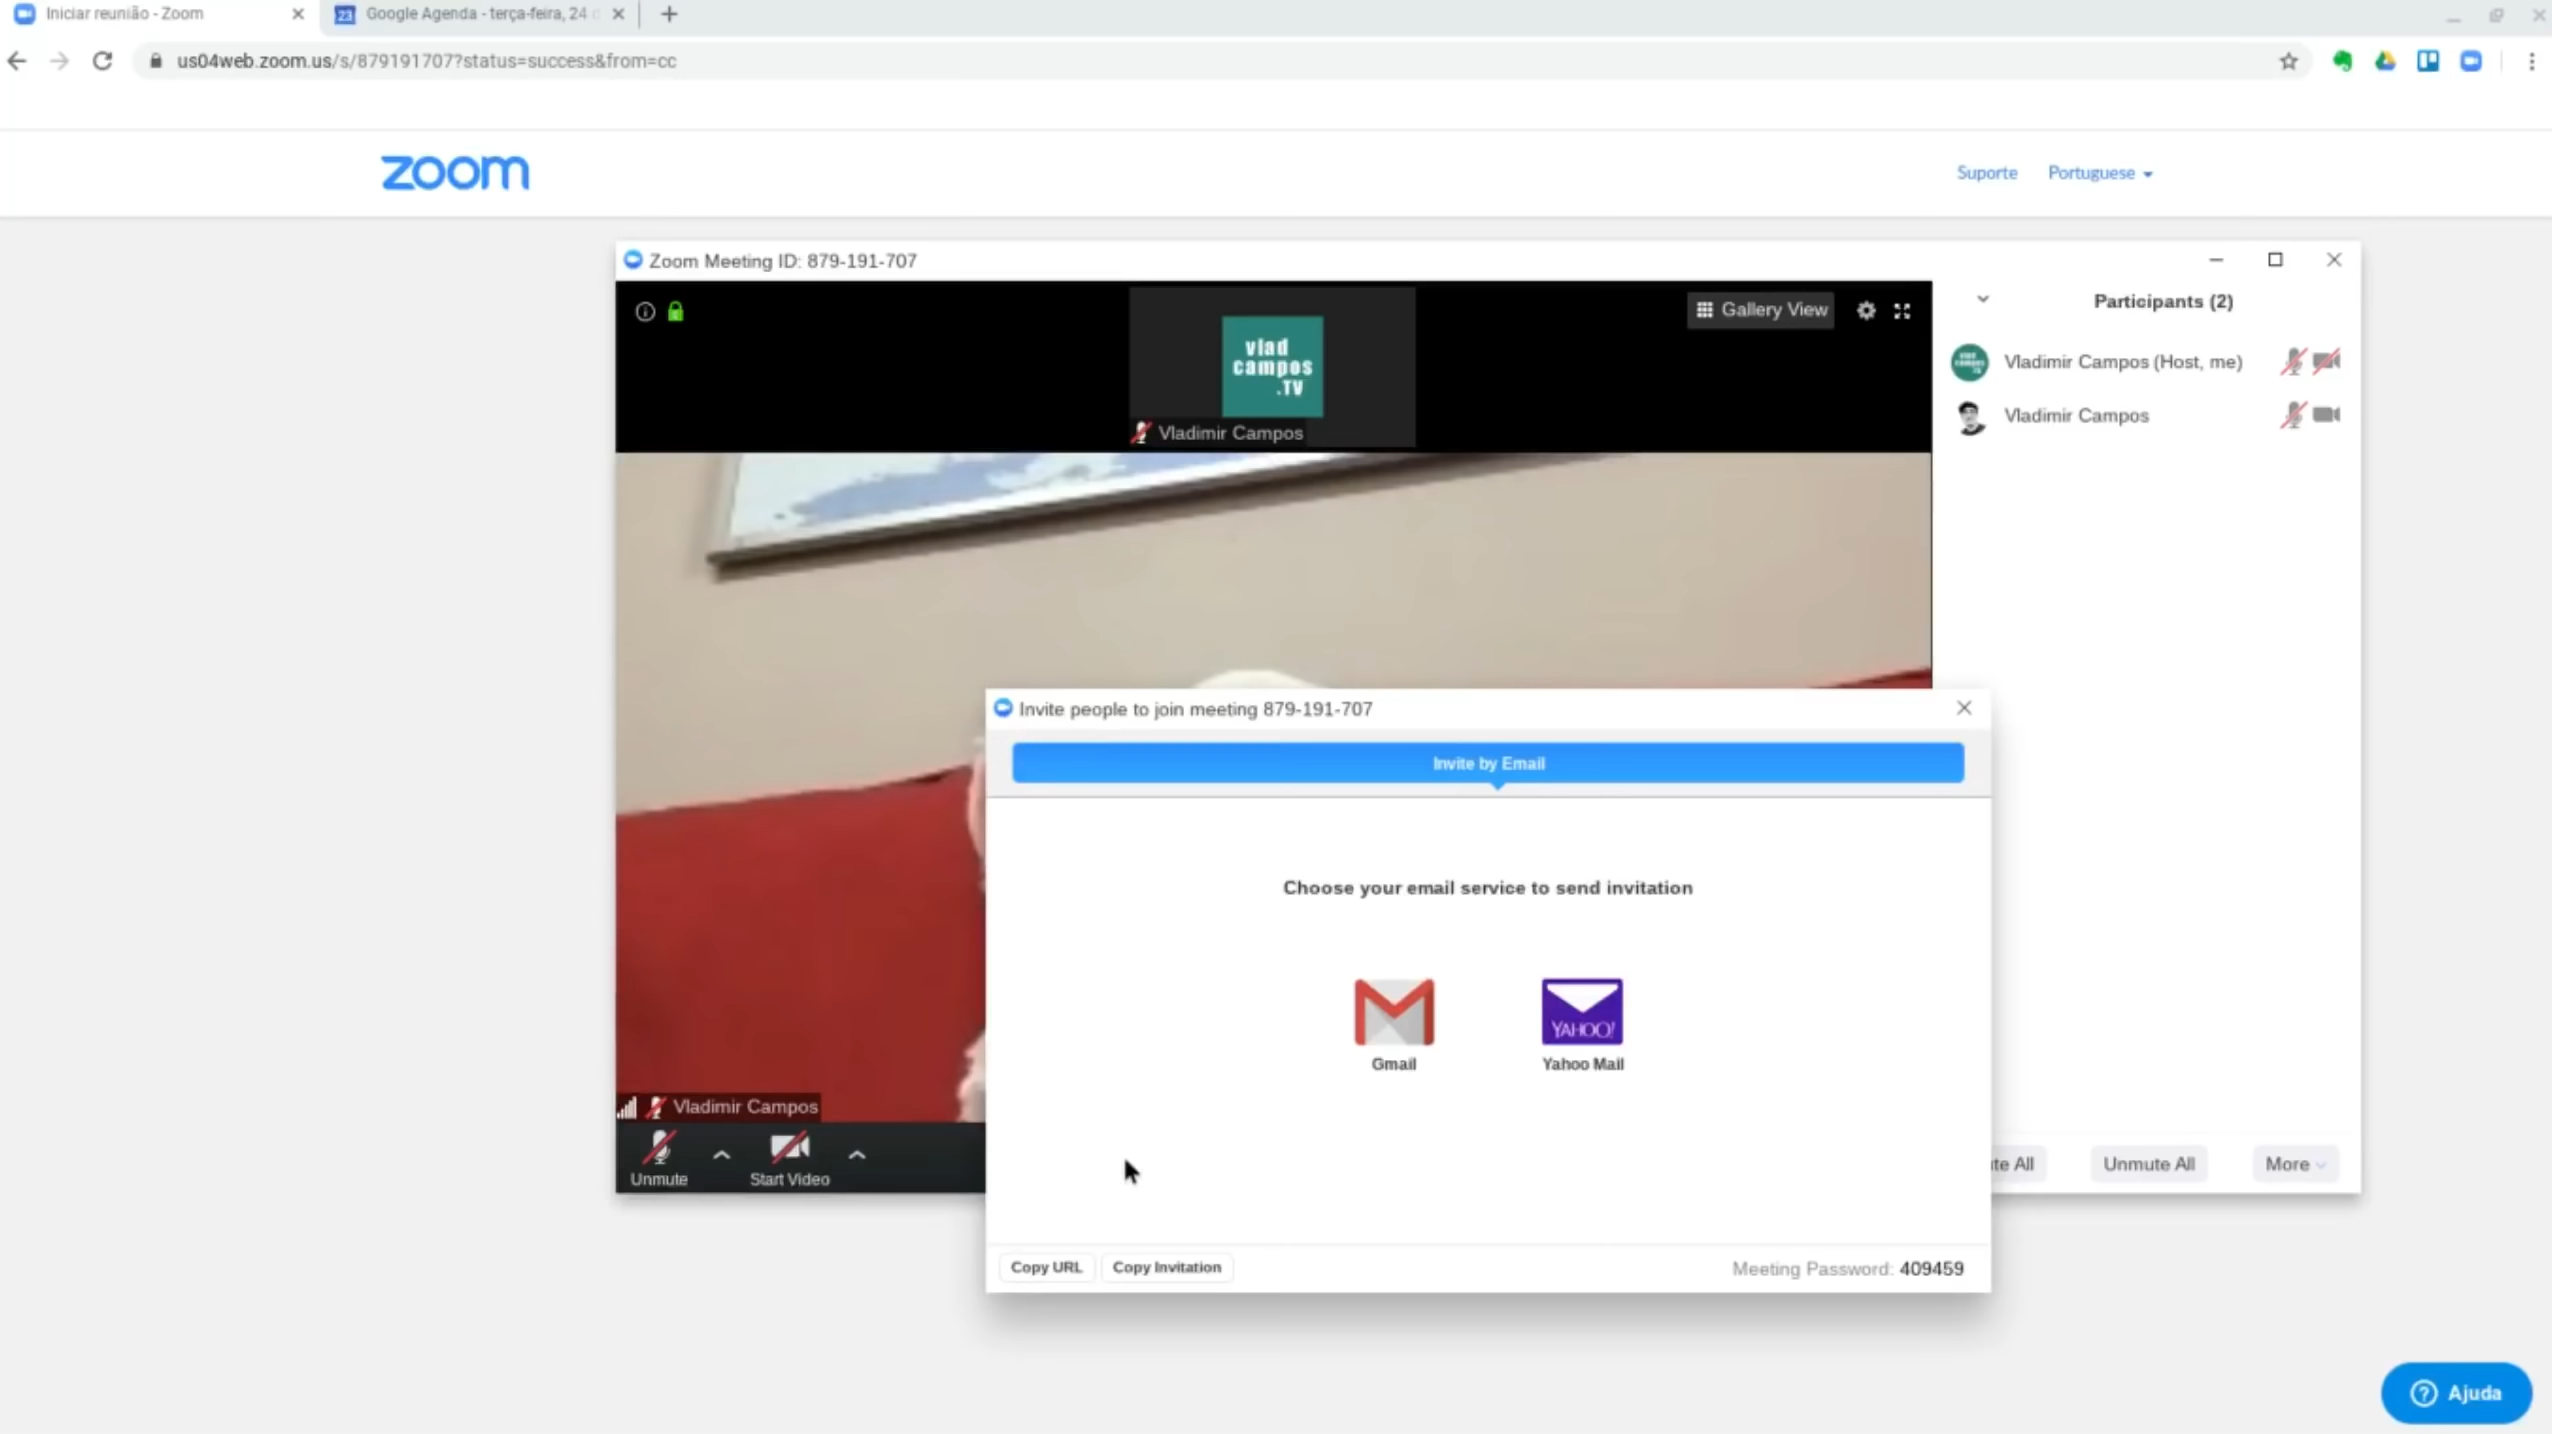 Iniciar reunião - Zoom
23 Google Agenda - terça-feira, 24
us04web.zoom.us/s/879191707?status=success&from=cc
zoom
Suporte Portuguese
Zoom Meeting ID: 879-191-707
Gallery View
Participants (2)
vlad
campos
.TV
Vladimir Campos (Host, me)
Vladimir Campos
Vladimir Campos
Invite people to join meeting 879-191-707
Invite by Email
Choose your email service to send invitation
YAHOO!
Gmail Yahoo Mail
Vladimir Campos
Unmute Start Video
Unmute All More
Copy URL Copy Invitation Meeting Password: 409459
? Ajuda